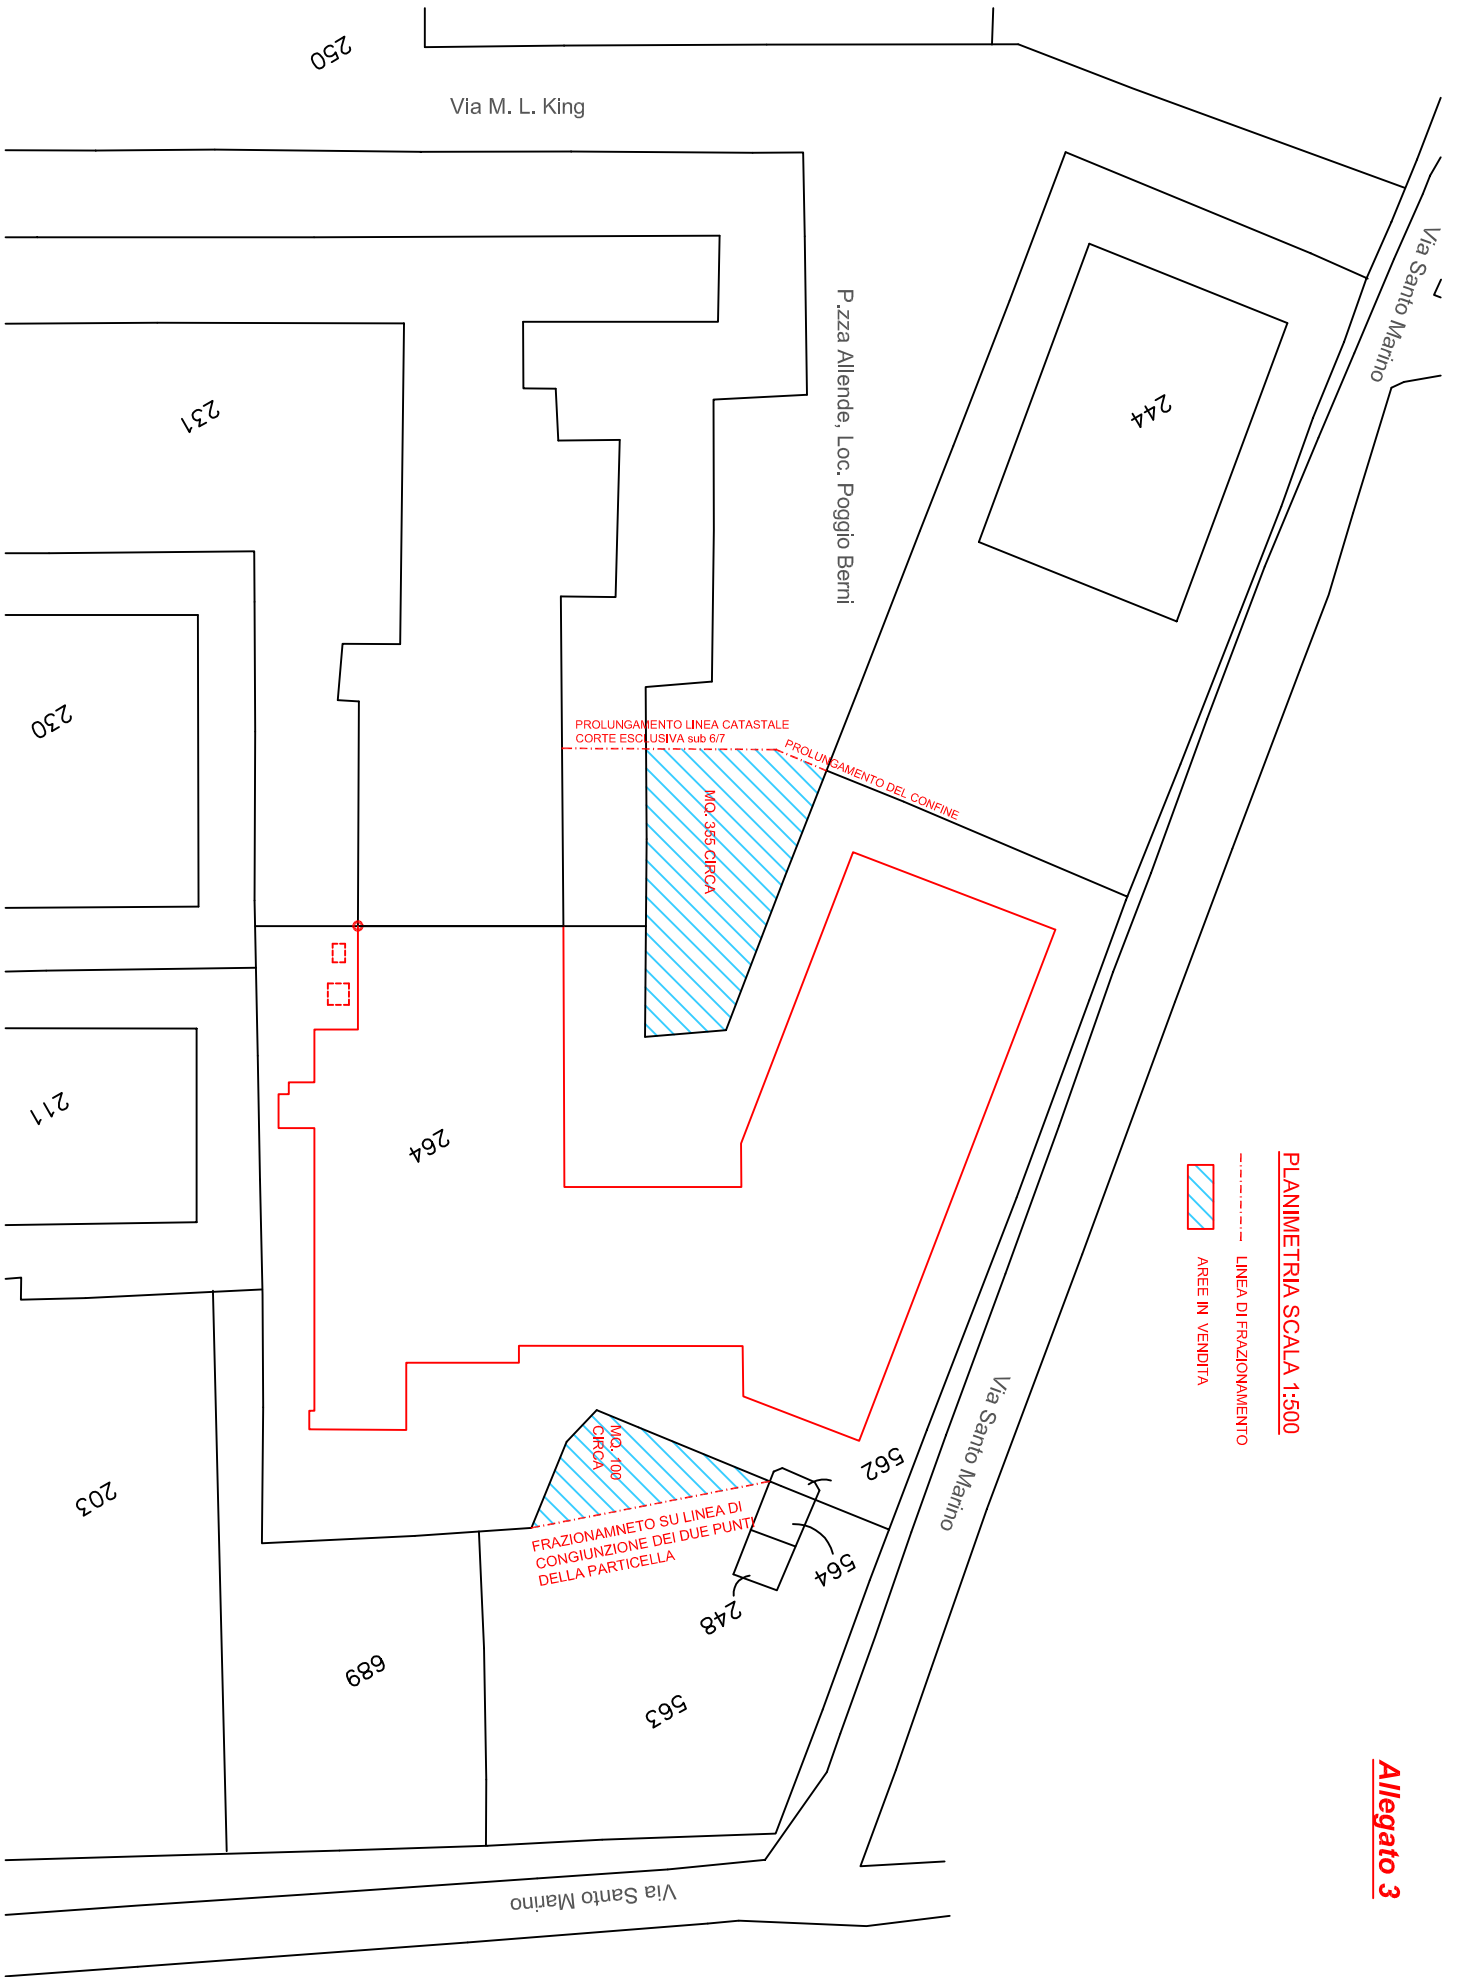 250
Via M. L. King
Via Santo Marino
P.zza Allende, Loc. Poggio Berni
244
231
230
PROLUNGAMENTO LINEA CATASTALE
CORTE ESCLUSIVA sub 6/7
PROLUNGAMENTO DEL CONFINE
MQ. 355 CIRCA
211
264
PLANIMETRIA SCALA 1:500
LINEA DI FRAZIONAMENTO
AREE IN VENDITA
Via Santo Marino
MQ. 100
CIRCA
562
203
FRAZIONAMNETO SU LINEA DI
CONGIUNZIONE DEI DUE PUNTI
DELLA PARTICELLA
564
248
689
563
Allegato 3
Via Santo Marino